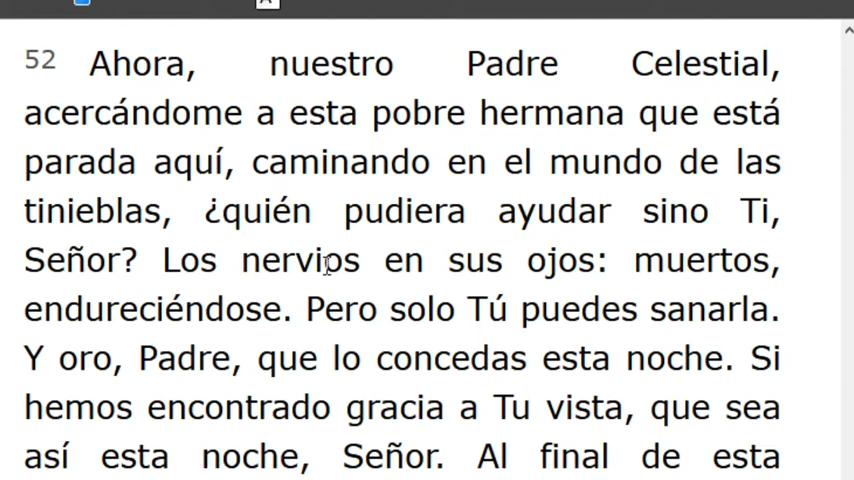 52 Ahora, nuestro Padre Celestial,
acercándome a esta pobre hermana que está
parada aquí, caminando en el mundo de las
tinieblas, ¿quién pudiera ayudar sino Ti,
Señor? Los nervios en sus ojos: muertos,
endureciéndose. Pero solo Tú puedes sanarla.
Y oro, Padre, que lo concedas esta noche. Si
hemos encontrado gracia a Tu vista, que sea
así esta noche, Señor. Al final de esta